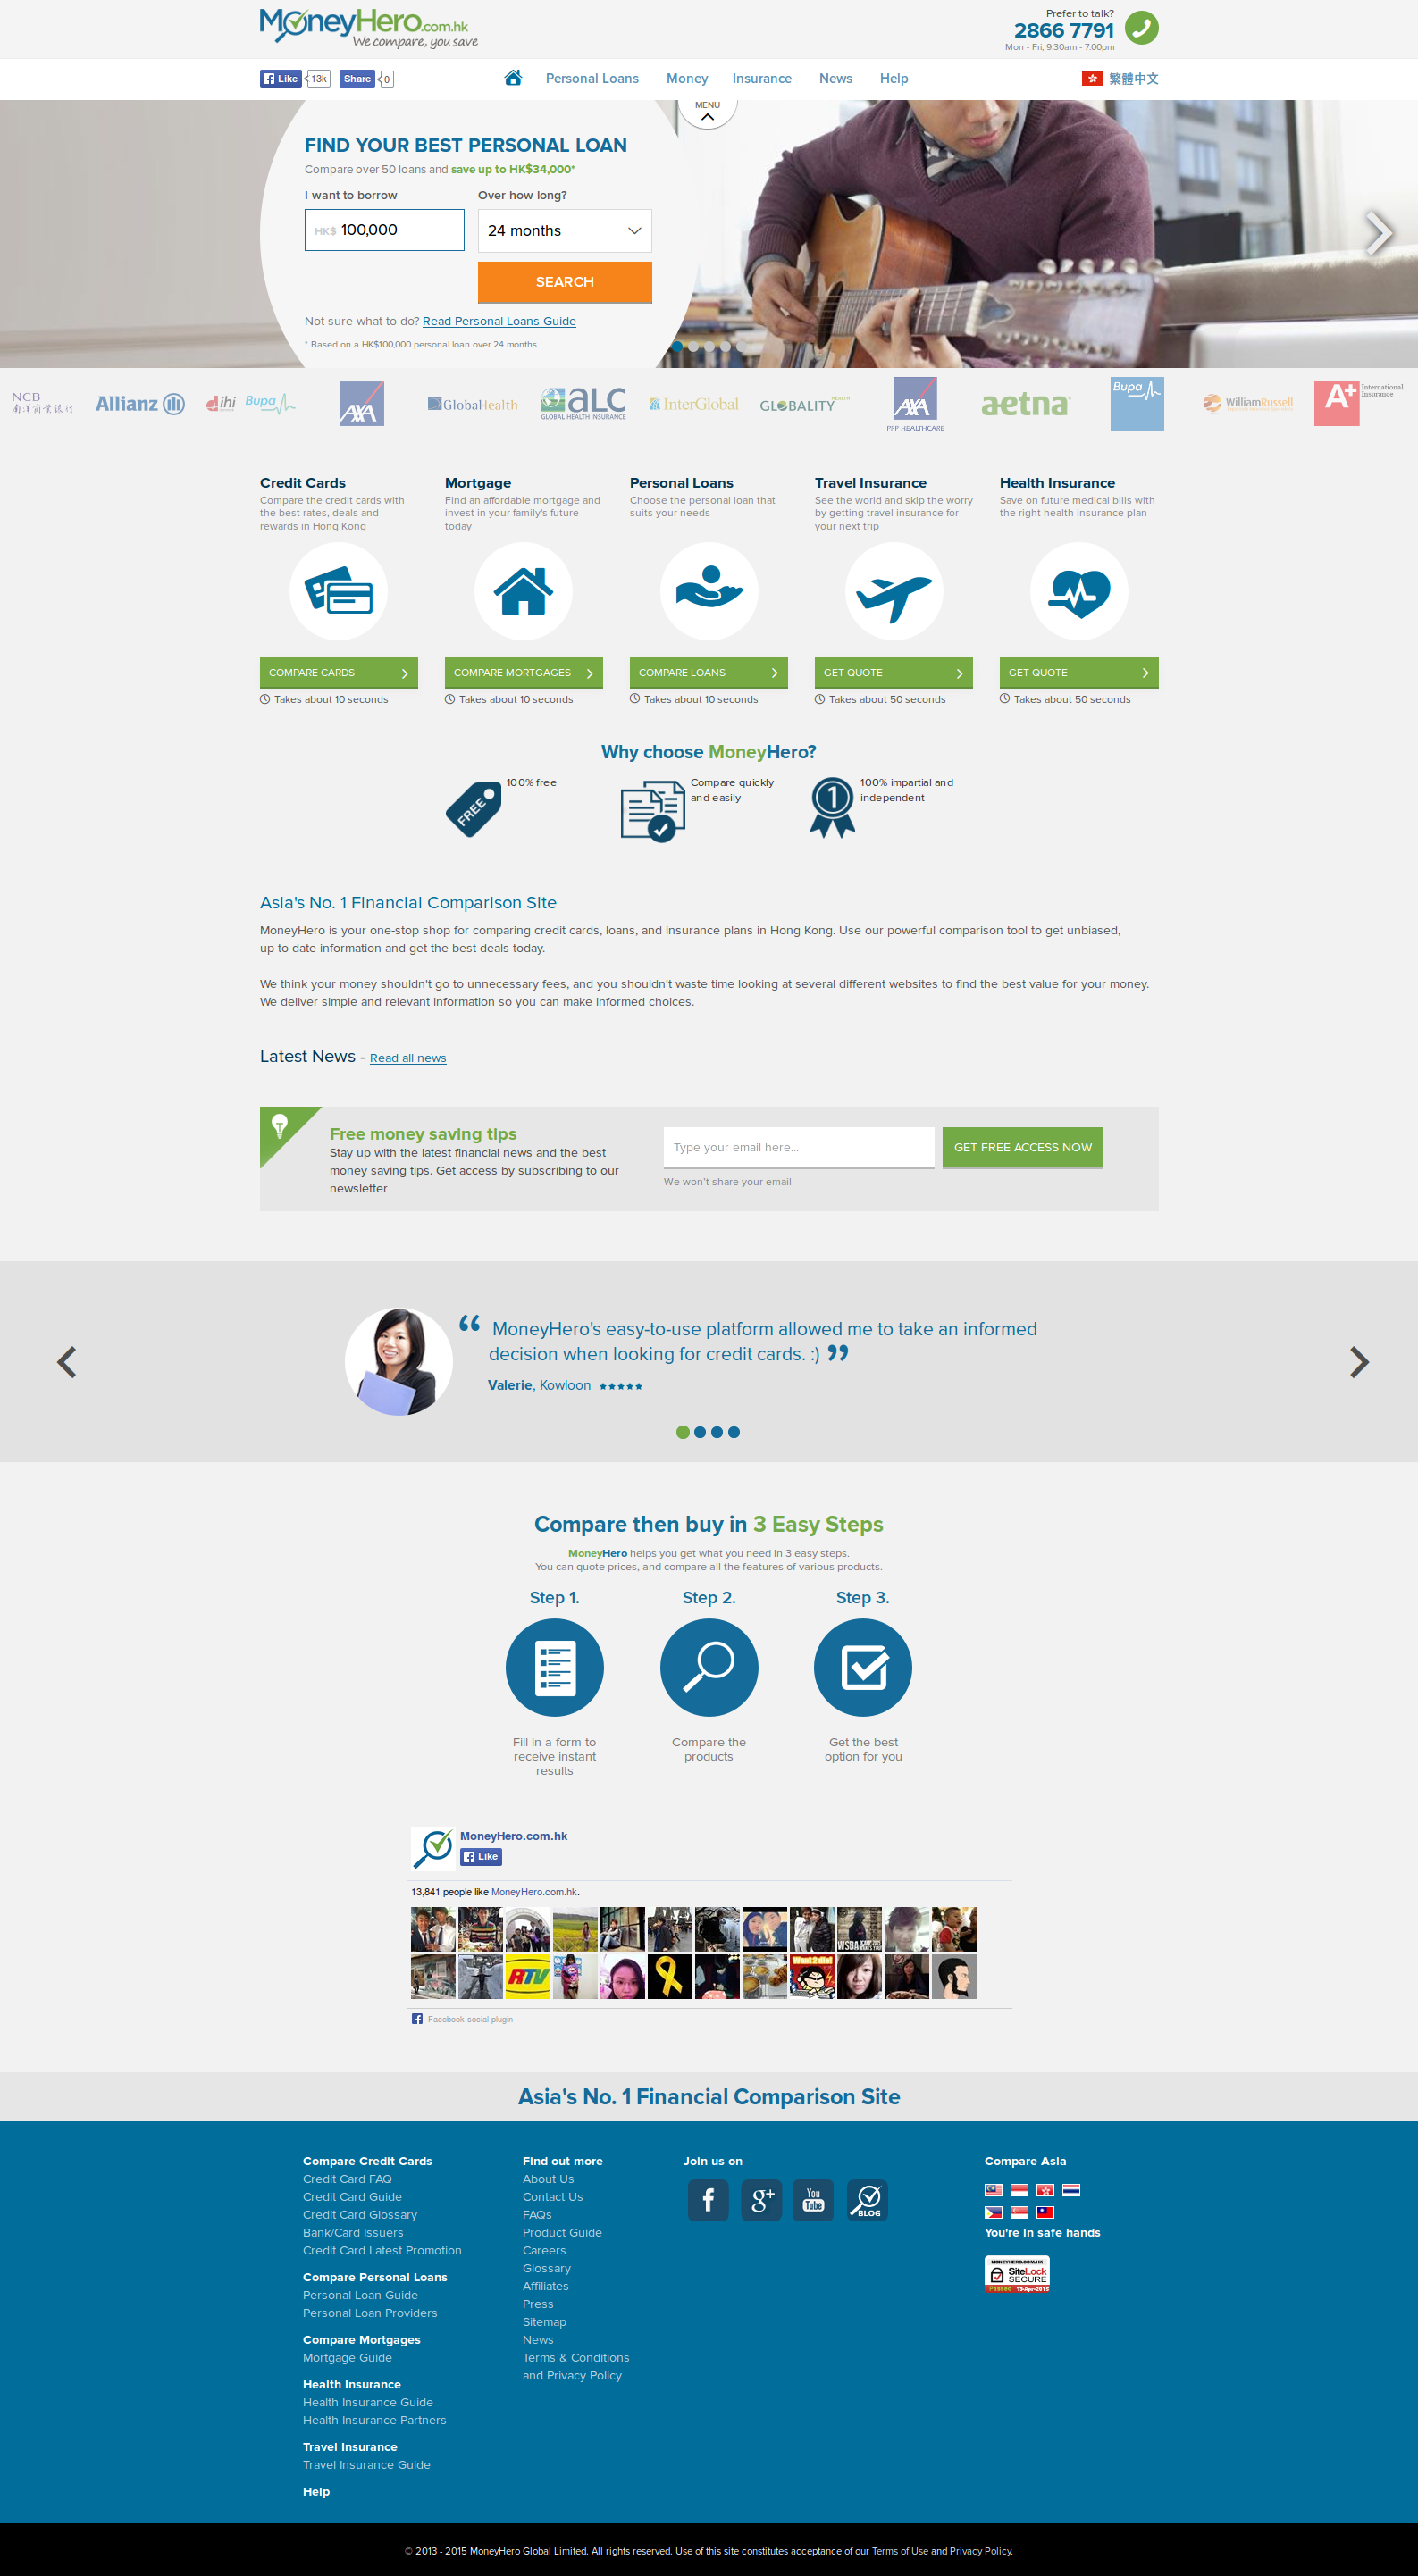 MoneyHero.com.hk
We compare, you save
Prefer to talk?
2866 7791
Mon - Fri, 9:30am - 7:00pm
Like 13k Share 0
Personal Loans Money Insurance News Help
繁體中文
MENU
FIND YOUR BEST PERSONAL LOAN
Compare over 50 loans and save up to HK$34,000*
I want to borrow Over how long?
HK$ 100,000 24 months
SEARCH
Not sure what to do? Read Personal Loans Guide
* Based on a HK$100,000 personal loan over 24 months
NCB
南洋商業銀行
Allianz
ihi Bupa
AXA
GlobalHealth
aLC
GLOBAL HEALTH INSURANCE
InterGlobal
GLOBALITY HEALTH
AXA
PPP HEALTHCARE
aetna
Bupa
WilliamRussell
A+ International
Insurance
Credit Cards
Compare the credit cards with
the best rates, deals and
rewards in Hong Kong
COMPARE CARDS
Takes about 10 seconds
Mortgage
Find an affordable mortgage and
invest in your family's future
today
COMPARE MORTGAGES
Takes about 10 seconds
Personal Loans
Choose the personal loan that
suits your needs
COMPARE LOANS
Takes about 10 seconds
Travel Insurance
See the world and skip the worry
by getting travel insurance for
your next trip
GET QUOTE
Takes about 50 seconds
Health Insurance
Save on future medical bills with
the right health insurance plan
GET QUOTE
Takes about 50 seconds
Why choose MoneyHero?
FREE
100% free
Compare quickly
and easily
1
100% impartial and
independent
Asia's No. 1 Financial Comparison Site
MoneyHero is your one-stop shop for comparing credit cards, loans, and insurance plans in Hong Kong. Use our powerful comparison tool to get unbiased,
up-to-date information and get the best deals today.
We think your money shouldn't go to unnecessary fees, and you shouldn't waste time looking at several different websites to find the best value for your money.
We deliver simple and relevant information so you can make informed choices.
Latest News - Read all news
Free money saving tips
Stay up with the latest financial news and the best
money saving tips. Get access by subscribing to our
newsletter
Type your email here...
GET FREE ACCESS NOW
We won't share your email
“ MoneyHero's easy-to-use platform allowed me to take an informed
decision when looking for credit cards. :) ”
Valerie, Kowloon ★★★★★
Compare then buy in 3 Easy Steps
MoneyHero helps you get what you need in 3 easy steps.
You can quote prices, and compare all the features of various products.
Step 1. Step 2. Step 3.
Fill in a form to
receive instant
results
Compare the
products
Get the best
option for you
MoneyHero.com.hk
Like
13,841 people like MoneyHero.com.hk.
WSBA
RTV
Want 2 die!
Facebook social plugin
Asia's No. 1 Financial Comparison Site
Compare Credit Cards
Credit Card FAQ
Credit Card Guide
Credit Card Glossary
Bank/Card Issuers
Credit Card Latest Promotion
Compare Personal Loans
Personal Loan Guide
Personal Loan Providers
Compare Mortgages
Mortgage Guide
Health Insurance
Health Insurance Guide
Health Insurance Partners
Travel Insurance
Travel Insurance Guide
Help
Find out more
About Us
Contact Us
FAQs
Product Guide
Careers
Glossary
Affiliates
Press
Sitemap
News
Terms & Conditions
and Privacy Policy
Join us on
f g+ You
Tube BLOG
Compare Asia
You're in safe hands
MONEYHERO.COM.HK
SiteLock
SECURE
Passed 19-Apr-2015
© 2013 - 2015 MoneyHero Global Limited. All rights reserved. Use of this site constitutes acceptance of our Terms of Use and Privacy Policy.